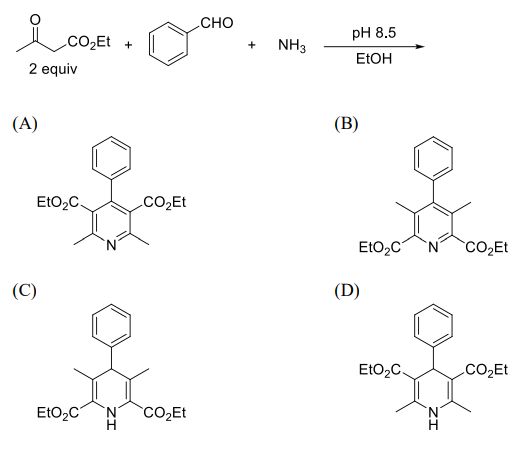 O
CO₂Et + CHO + NH₃ pH 8.5
2 equiv EtOH
(A) (B)
EtO₂C CO₂Et
N
EtO₂C N CO₂Et
(C) (D)
EtO₂C CO₂Et
N
H
EtO₂C N CO₂Et
H